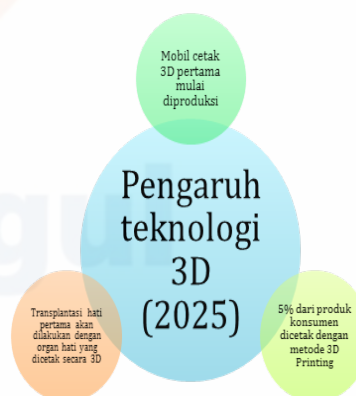 Mobil cetak
3D pertama
mulai
diproduksi
Pengaruh
teknologi
3D
(2025)
Transplantasi hati
pertama akan
dilakukan dengan
organ hati yang
dicetak secara 3D
5% dari produk
konsumen
dicetak dengan
metode 3D
Printing